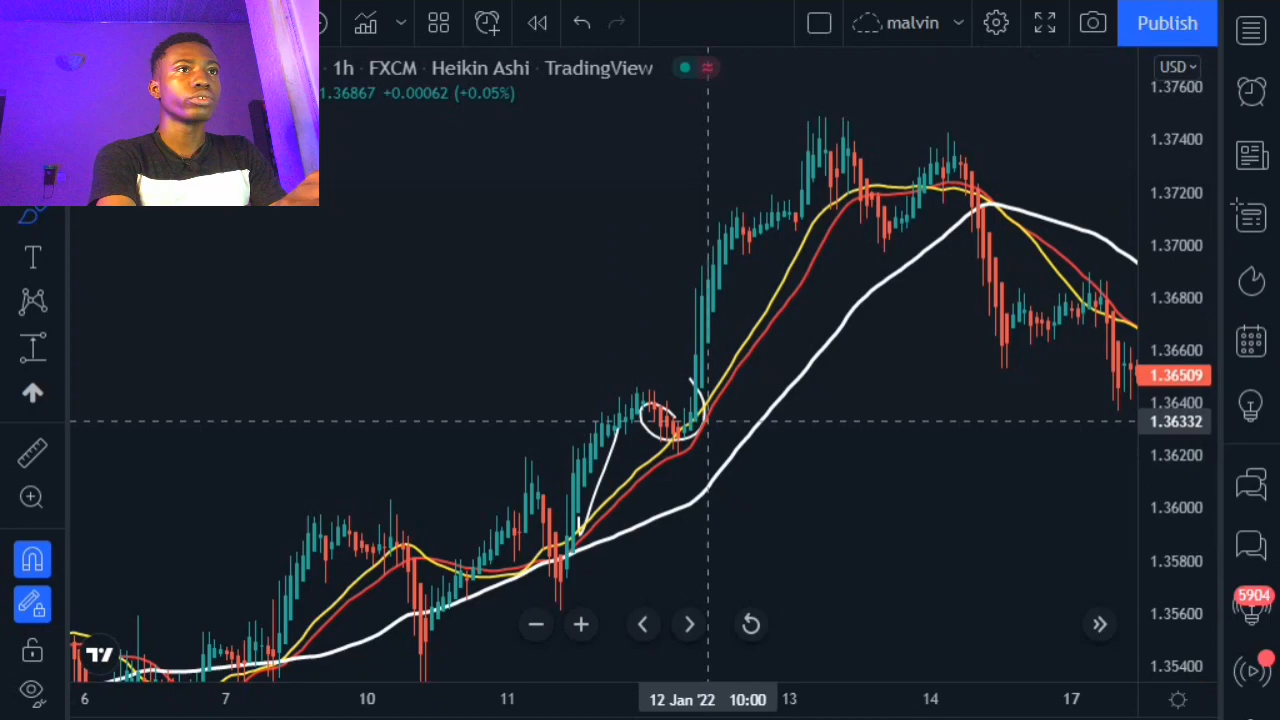 malvin
Publish
1h · FXCM · Heikin Ashi · TradingView
1.36867 +0.00062 (+0.05%)
USD
1.37600
1.37400
1.37200
1.37000
1.36800
1.36600
1.36509
1.36400
1.36332
1.36200
1.36000
1.35800
1.35600
1.35400
5904
6 7 10 11 12 Jan '22 10:00 13 14 17